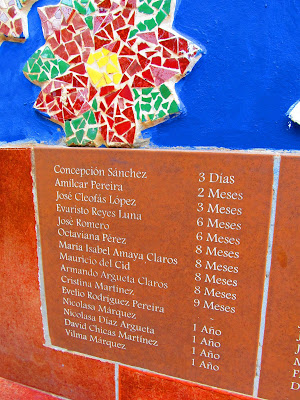 Concepción Sánchez 3 Días
Amílcar Pereira 2 Meses
José Cleofás López 3 Meses
Evaristo Reyes Luna 6 Meses
José Romero 6 Meses
Octaviana Pérez 8 Meses
María Isabel Amaya Claros 8 Meses
Mauricio del Cid 8 Meses
Armando Argueta Claros 8 Meses
Cristina Martínez 9 Meses
Evelio Rodríguez Pereira
Nicolasa Márquez 1 Año
Nicolasa Díaz Argueta 1 Año
David Chicas Martínez 1 Año
Vilma Márquez 1 Año